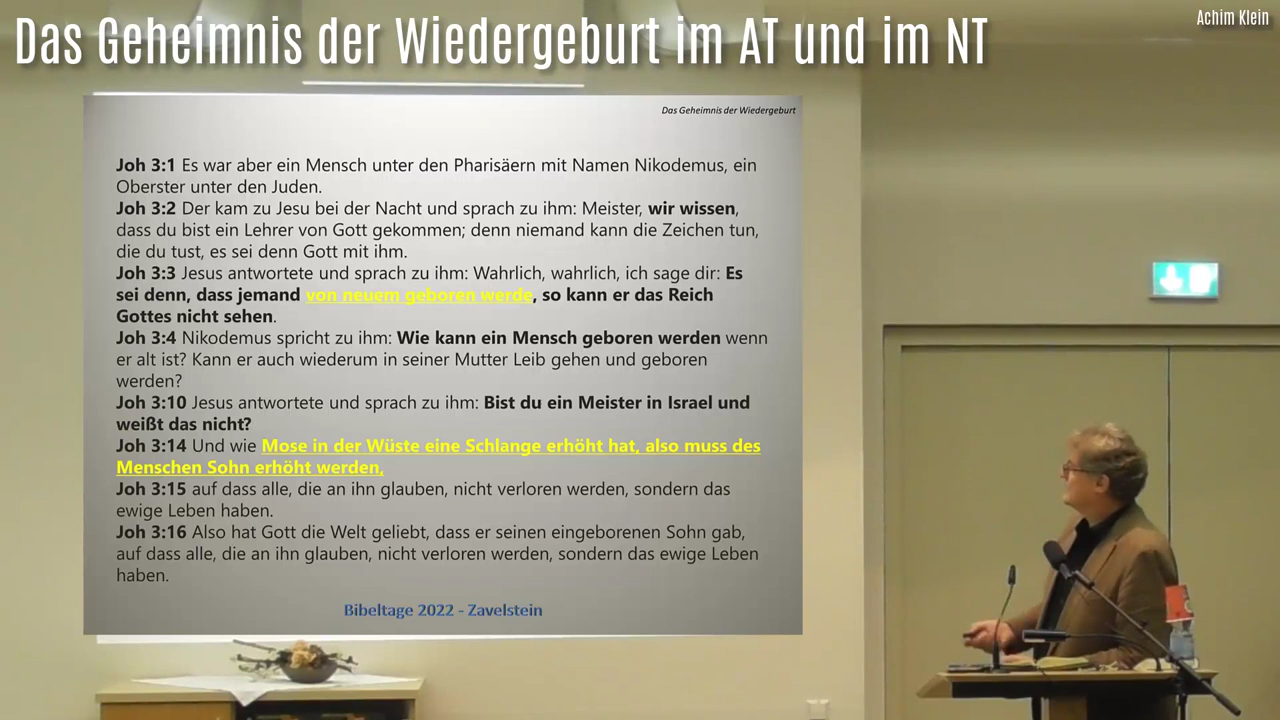 Das Geheimnis der Wiedergeburt im AT und im NT
Achim Klein
Das Geheimnis der Wiedergeburt
Joh 3:1 Es war aber ein Mensch unter den Pharisäern mit Namen Nikodemus, ein
Oberster unter den Juden.
Joh 3:2 Der kam zu Jesu bei der Nacht und sprach zu ihm: Meister, wir wissen,
dass du bist ein Lehrer von Gott gekommen; denn niemand kann die Zeichen tun,
die du tust, es sei denn Gott mit ihm.
Joh 3:3 Jesus antwortete und sprach zu ihm: Wahrlich, wahrlich, ich sage dir: Es
sei denn, dass jemand von neuem geboren werde, so kann er das Reich
Gottes nicht sehen.
Joh 3:4 Nikodemus spricht zu ihm: Wie kann ein Mensch geboren werden wenn
er alt ist? Kann er auch wiederum in seiner Mutter Leib gehen und geboren
werden?
Joh 3:10 Jesus antwortete und sprach zu ihm: Bist du ein Meister in Israel und
weißt das nicht?
Joh 3:14 Und wie Mose in der Wüste eine Schlange erhöht hat, also muss des
Menschen Sohn erhöht werden,
Joh 3:15 auf dass alle, die an ihn glauben, nicht verloren werden, sondern das
ewige Leben haben.
Joh 3:16 Also hat Gott die Welt geliebt, dass er seinen eingeborenen Sohn gab,
auf dass alle, die an ihn glauben, nicht verloren werden, sondern das ewige Leben
haben.
Bibeltage 2022 - Zavelstein